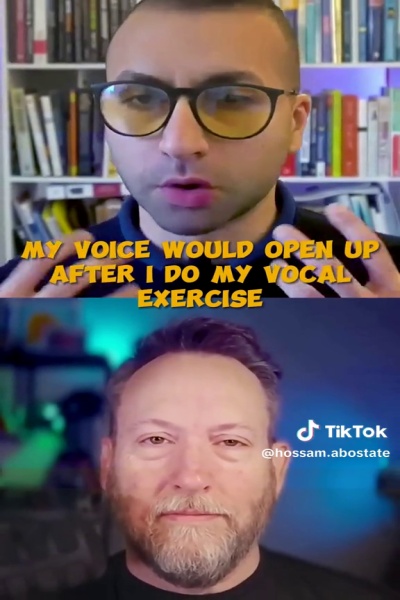 MY VOICE WOULD OPEN UP
AFTER I DO MY VOCAL
EXERCISE
TikTok
@hossam.abostate